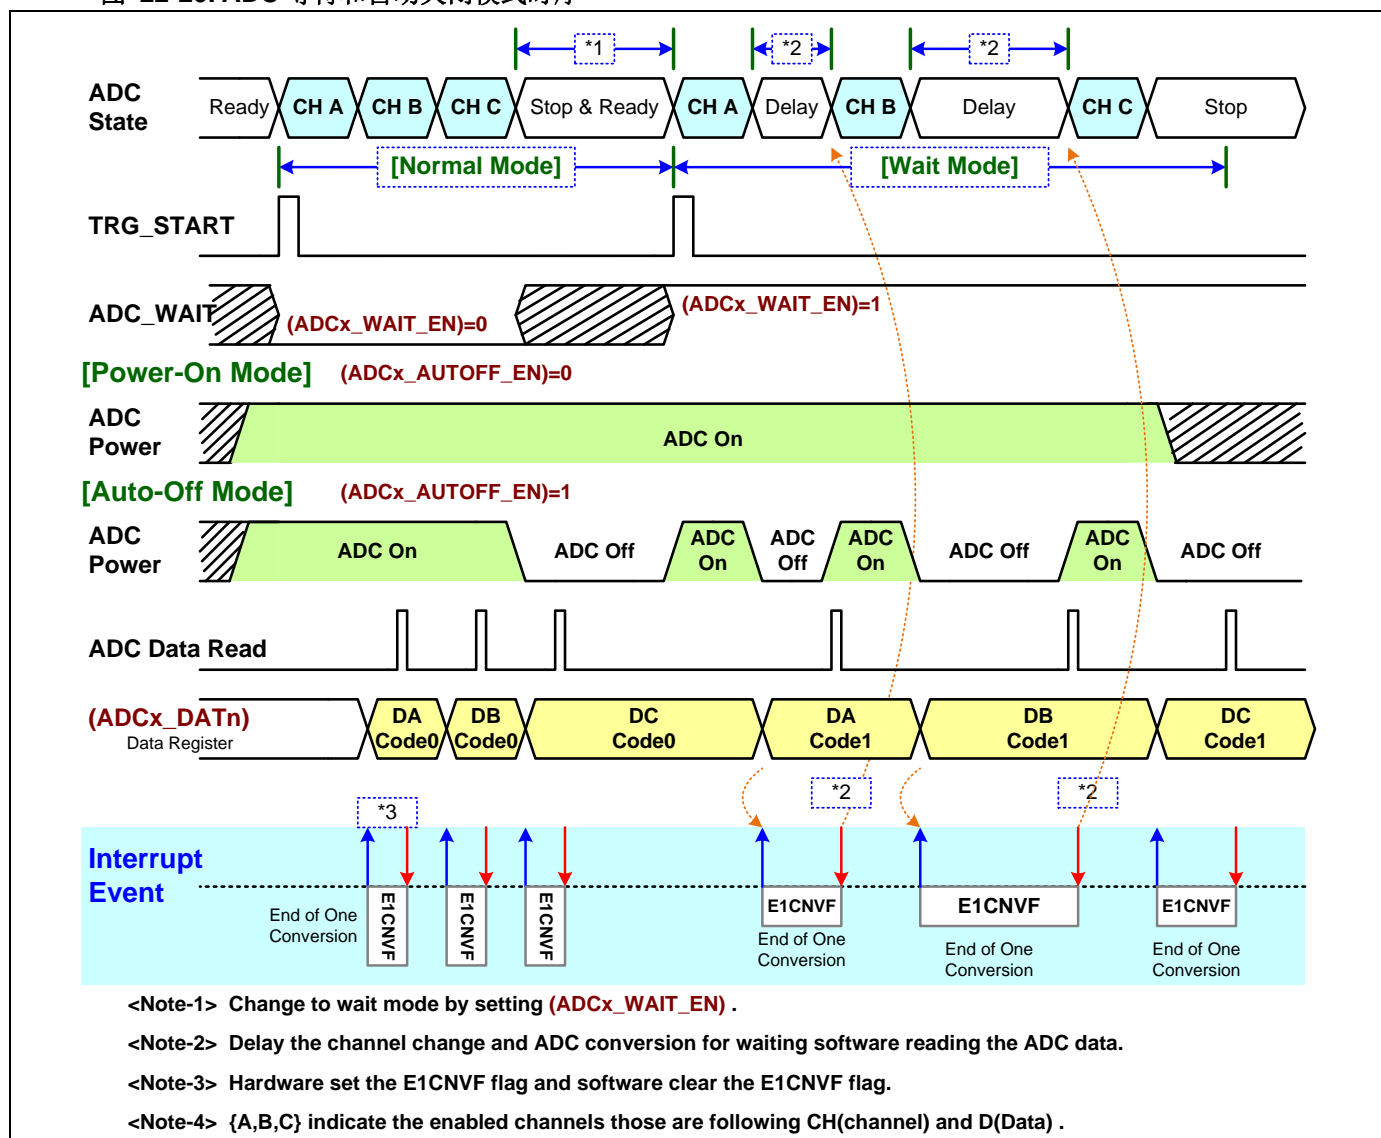 *1
*2
*2
ADC State
Ready
CH A
CH B
CH C
Stop & Ready
CH A
Delay
CH B
Delay
CH C
Stop
[Normal Mode]
[Wait Mode]
TRG_START
ADC_WAIT
(ADCx_WAIT_EN)=0
(ADCx_WAIT_EN)=1
[Power-On Mode] (ADCx_AUTOFF_EN)=0
ADC Power
ADC On
[Auto-Off Mode] (ADCx_AUTOFF_EN)=1
ADC Power
ADC On
ADC Off
ADC On
ADC Off
ADC On
ADC Off
ADC On
ADC Off
ADC Data Read
(ADCx_DATn)
Data Register
DA Code0
DB Code0
DC Code0
DA Code1
DB Code1
DC Code1
*3
*2
*2
Interrupt Event
End of One Conversion
E1CNVF
E1CNVF
E1CNVF
E1CNVF
End of One Conversion
E1CNVF
End of One Conversion
E1CNVF
End of One Conversion
<Note-1> Change to wait mode by setting (ADCx_WAIT_EN) .
<Note-2> Delay the channel change and ADC conversion for waiting software reading the ADC data.
<Note-3> Hardware set the E1CNVF flag and software clear the E1CNVF flag.
<Note-4> {A,B,C} indicate the enabled channels those are following CH(channel) and D(Data) .